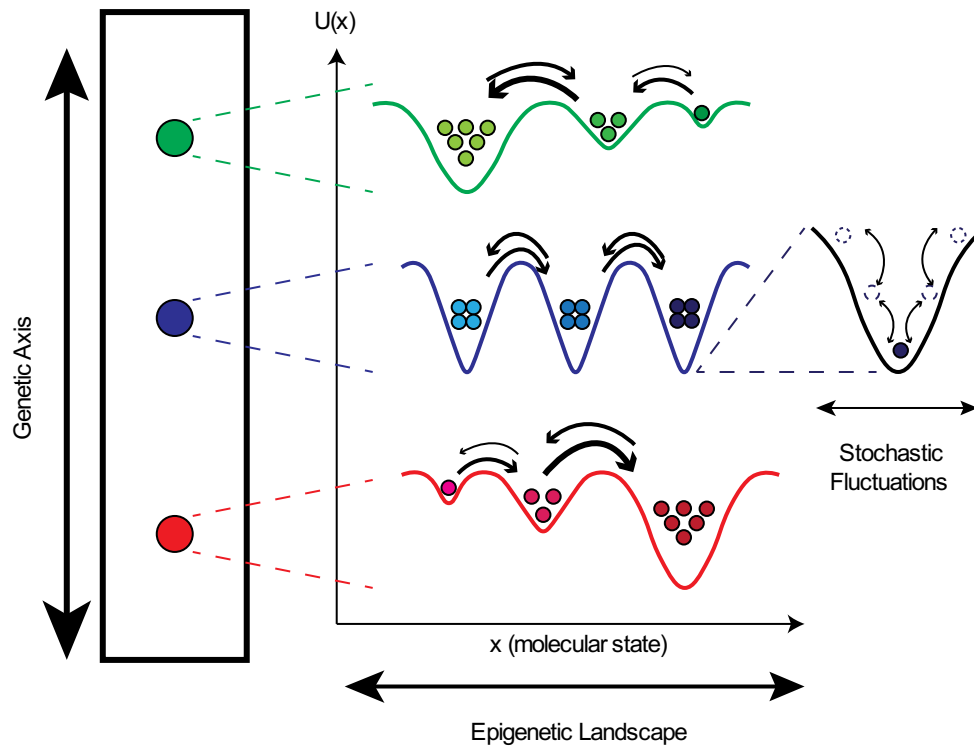 U(x)
Genetic Axis
Stochastic
Fluctuations
x (molecular state)
Epigenetic Landscape